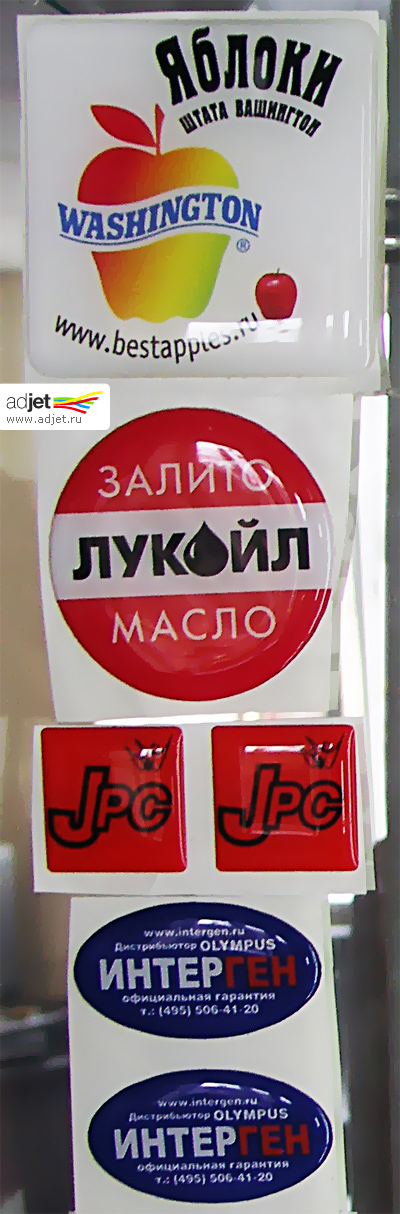 Яблоки
штата Вашингтон
WASHINGTON
®
www.bestapples.ru
adjet
www.adjet.ru
ЗАЛИТО
ЛУКОЙЛ
МАСЛО
JPC
JPC
www.intergen.ru
Дистрибьютор OLYMPUS
ИНТЕРГЕН
официальная гарантия
т.: (495) 506-41-20
www.intergen.ru
Дистрибьютор OLYMPUS
ИНТЕРГЕН
официальная гарантия
т.: (495) 506-41-20